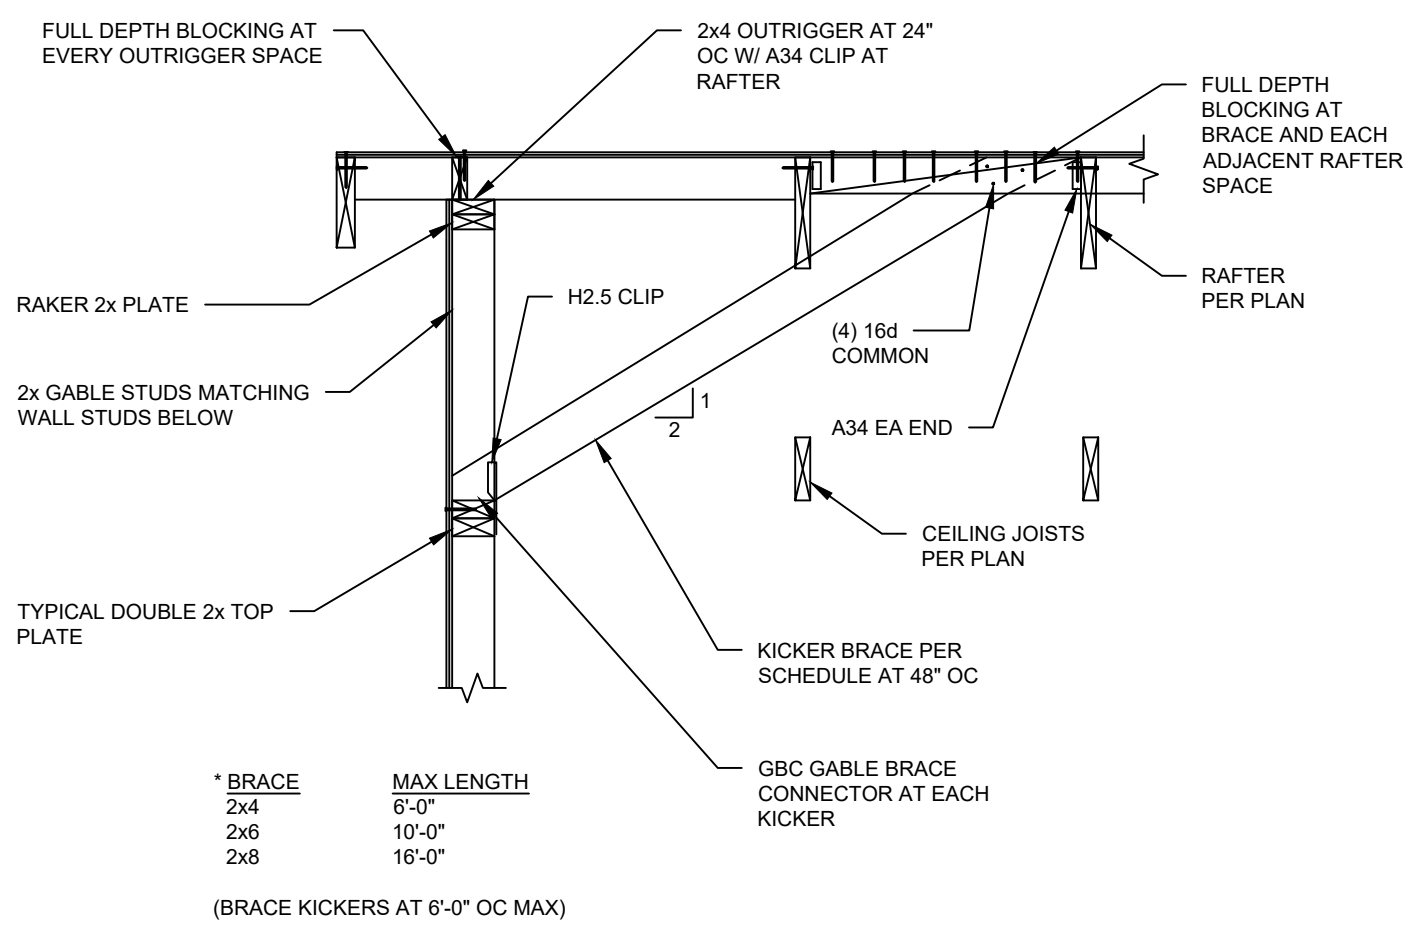 FULL DEPTH BLOCKING AT
EVERY OUTRIGGER SPACE
2x4 OUTRIGGER AT 24"
OC W/ A34 CLIP AT
RAFTER
FULL DEPTH
BLOCKING AT
BRACE AND EACH
ADJACENT RAFTER
SPACE
RAKER 2x PLATE
H2.5 CLIP
RAFTER
PER PLAN
(4) 16d
COMMON
2x GABLE STUDS MATCHING
WALL STUDS BELOW
1
2
A34 EA END
CEILING JOISTS
PER PLAN
TYPICAL DOUBLE 2x TOP
PLATE
KICKER BRACE PER
SCHEDULE AT 48" OC
GBC GABLE BRACE
CONNECTOR AT EACH
KICKER
* BRACE MAX LENGTH
2x4 6'-0"
2x6 10'-0"
2x8 16'-0"
(BRACE KICKERS AT 6'-0" OC MAX)